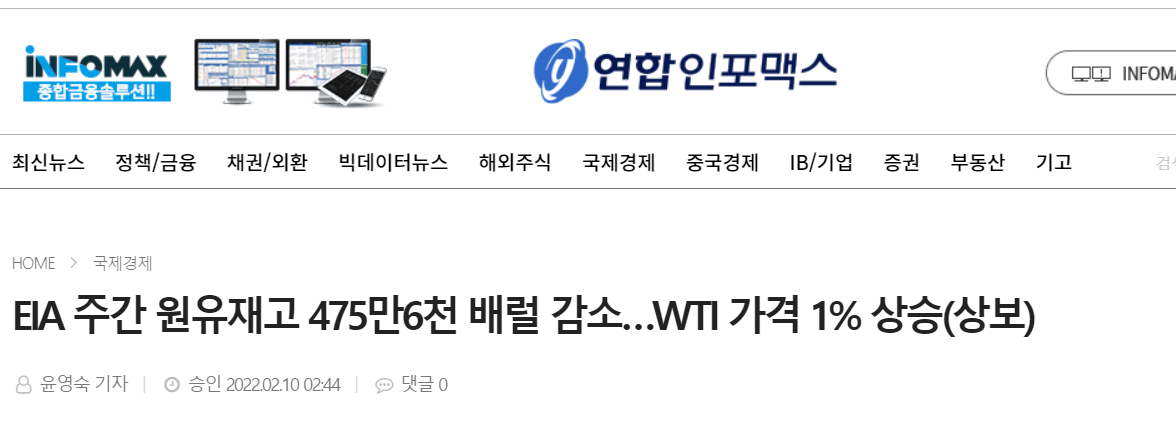 INFOMAX
종합금융솔루션!!
연합인포맥스
INFOMA
최신뉴스 정책/금융 채권/외환 빅데이터뉴스 해외주식 국제경제 중국경제 IB/기업 증권 부동산 기고
HOME > 국제경제
EIA 주간 원유재고 475만6천 배럴 감소...WTI 가격 1% 상승(상보)
윤영숙 기자 | 승인 2022.02.10 02:44 | 댓글 0